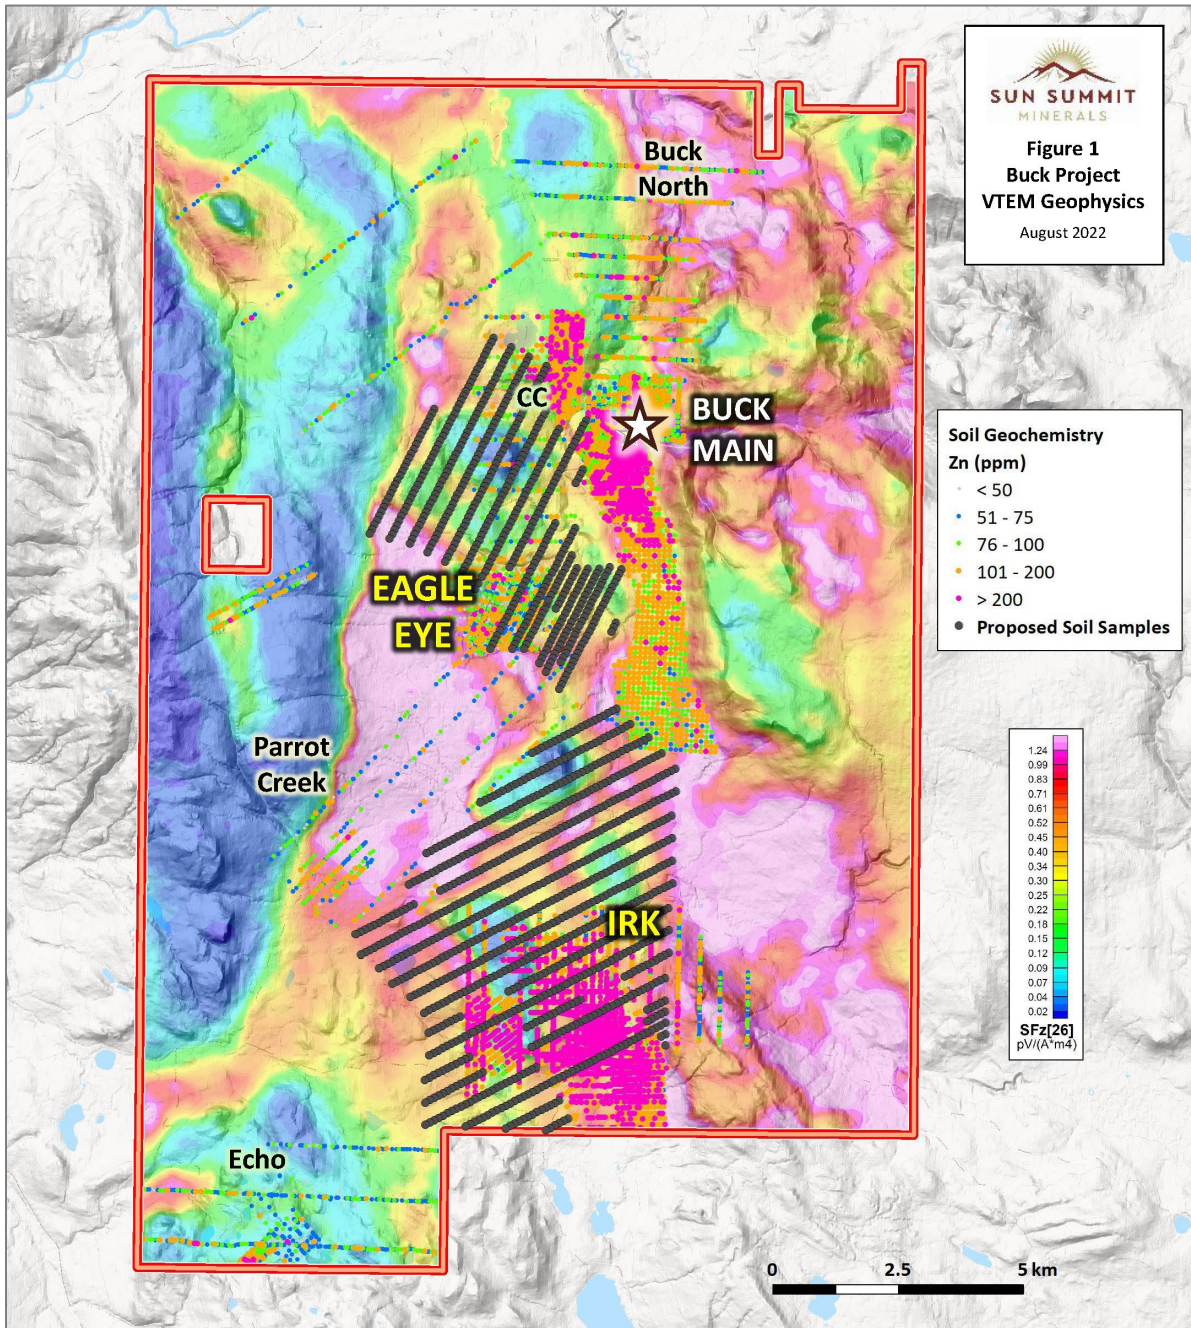 SUN SUMMIT
MINERALS
Figure 1
Buck Project
VTEM Geophysics
August 2022
Buck
North
CC
BUCK
MAIN
EAGLE
EYE
Parrot
Creek
IRK
Echo
Soil Geochemistry
Zn (ppm)
< 50
51 - 75
76 - 100
101 - 200
> 200
Proposed Soil Samples
1.24
0.99
0.83
0.71
0.61
0.52
0.45
0.40
0.34
0.30
0.25
0.22
0.18
0.15
0.12
0.09
0.07
0.04
0.02
SFz[26]
pV/(A*m4)
0 2.5 5 km